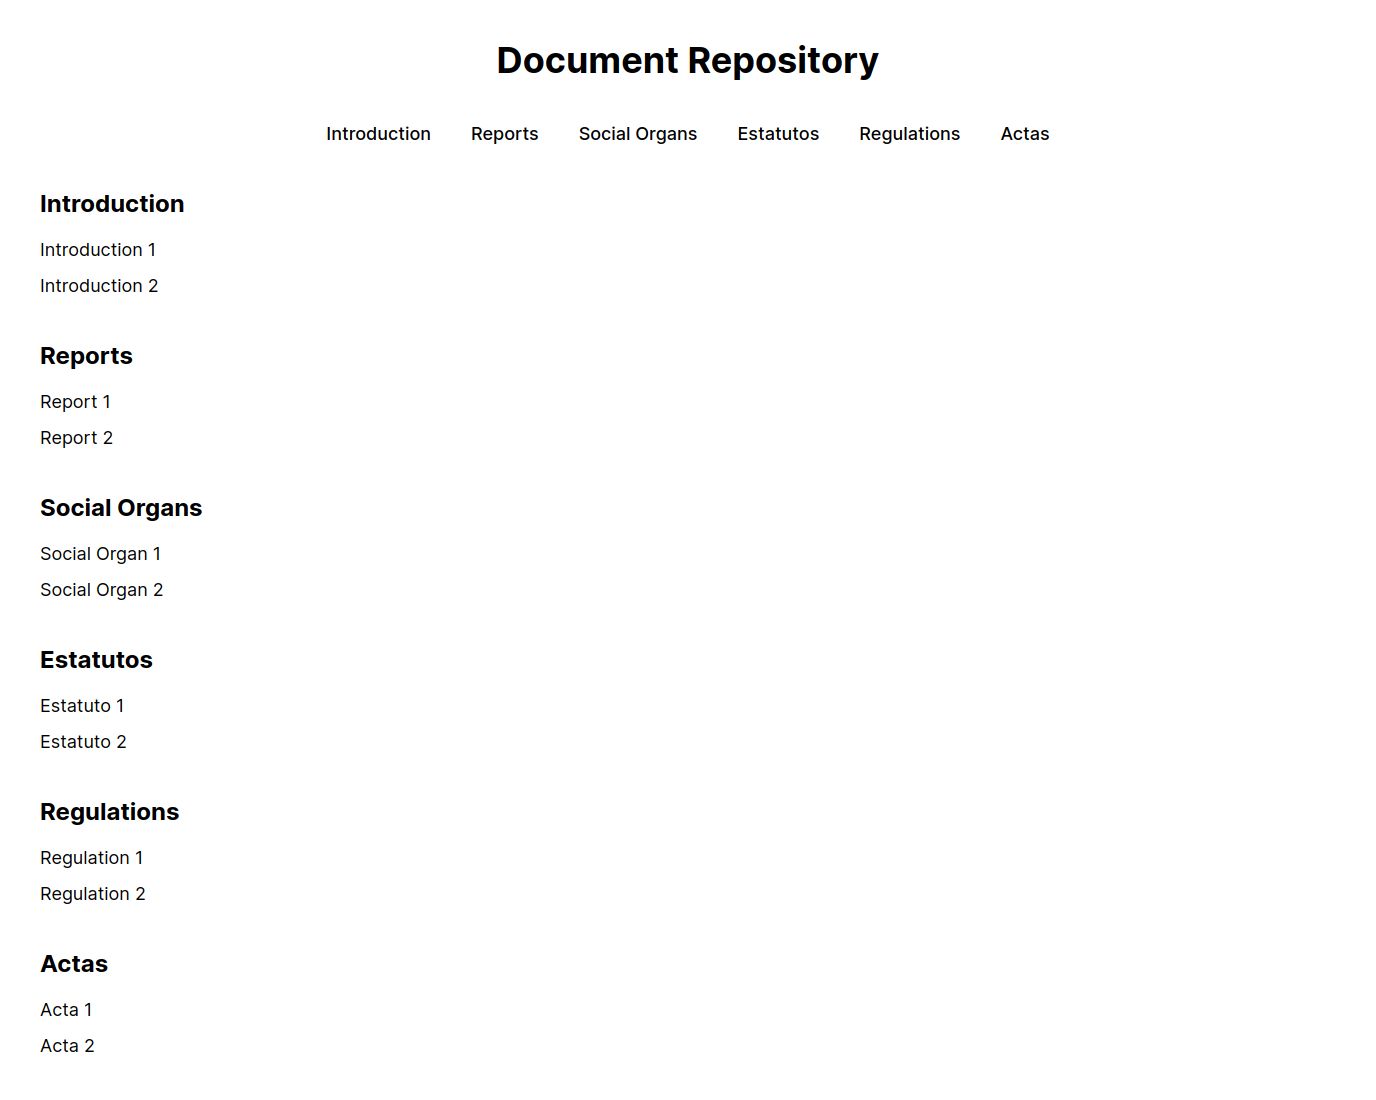 Document Repository
Introduction Reports Social Organs Estatutos Regulations Actas
Introduction
Introduction 1
Introduction 2
Reports
Report 1
Report 2
Social Organs
Social Organ 1
Social Organ 2
Estatutos
Estatuto 1
Estatuto 2
Regulations
Regulation 1
Regulation 2
Actas
Acta 1
Acta 2